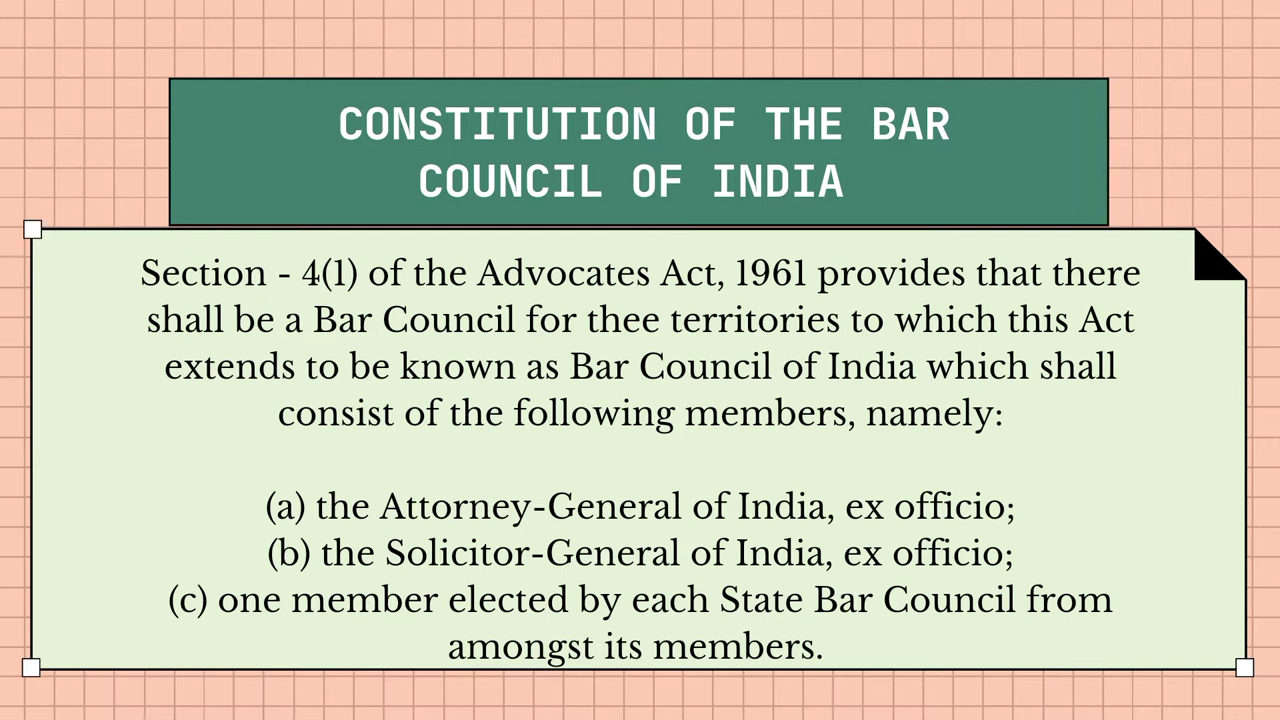 CONSTITUTION OF THE BAR
COUNCIL OF INDIA
Section - 4(1) of the Advocates Act, 1961 provides that there
shall be a Bar Council for thee territories to which this Act
extends to be known as Bar Council of India which shall
consist of the following members, namely:
(a) the Attorney-General of India, ex officio;
(b) the Solicitor-General of India, ex officio;
(c) one member elected by each State Bar Council from
amongst its members.